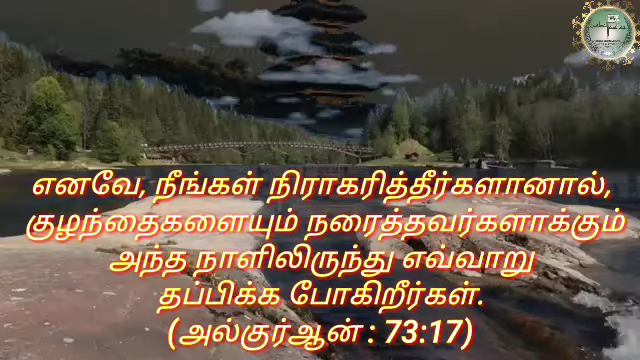 எனவே, நீங்கள் நிராகரித்தீர்களானால்,
குழந்தைகளையும் நரைத்தவர்களாக்கும்
அந்த நாளிலிருந்து எவ்வாறு
தப்பிக்க போகிறீர்கள்.
(அல்குர்ஆன் : 73:17)